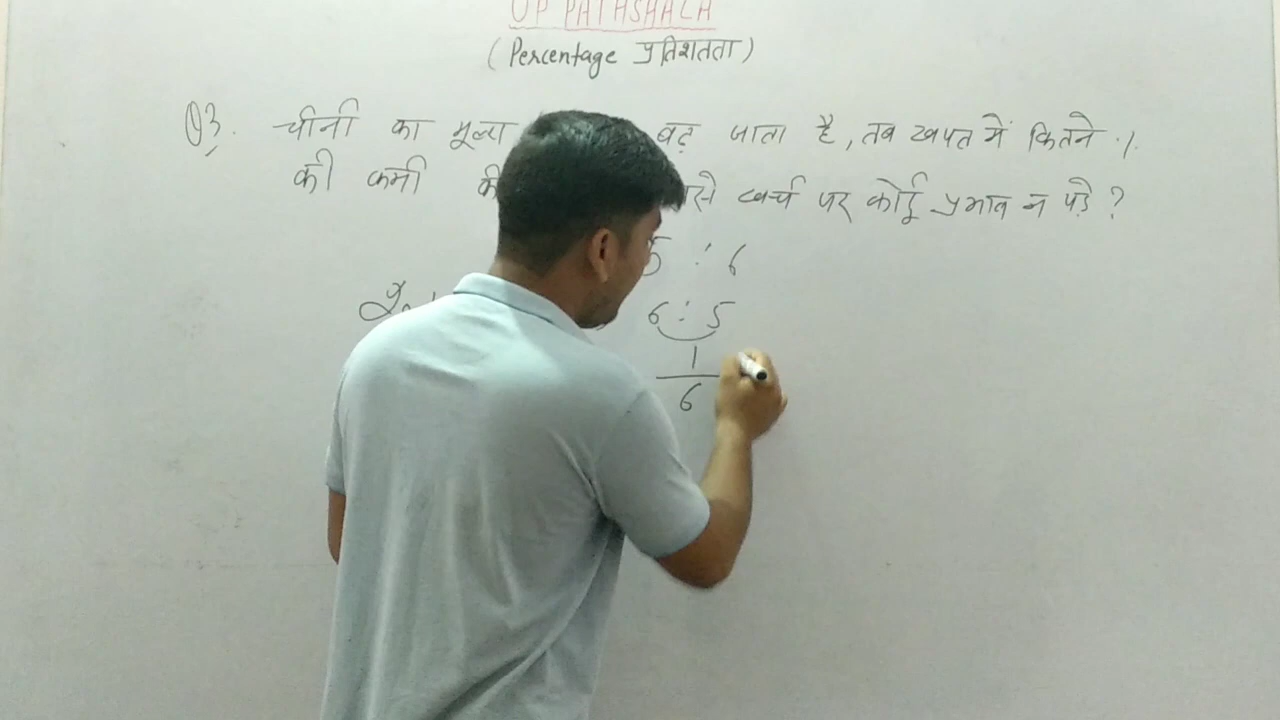 UP PATHSHALA
(Percentage प्रतिशतता)
Q3. चीनी का मूल्य बढ़ जाता है, तब खपत में कितने %
की कमी खर्च पर कोई प्रभाव न पड़े ?
5 : 6
6 : 5
1
6